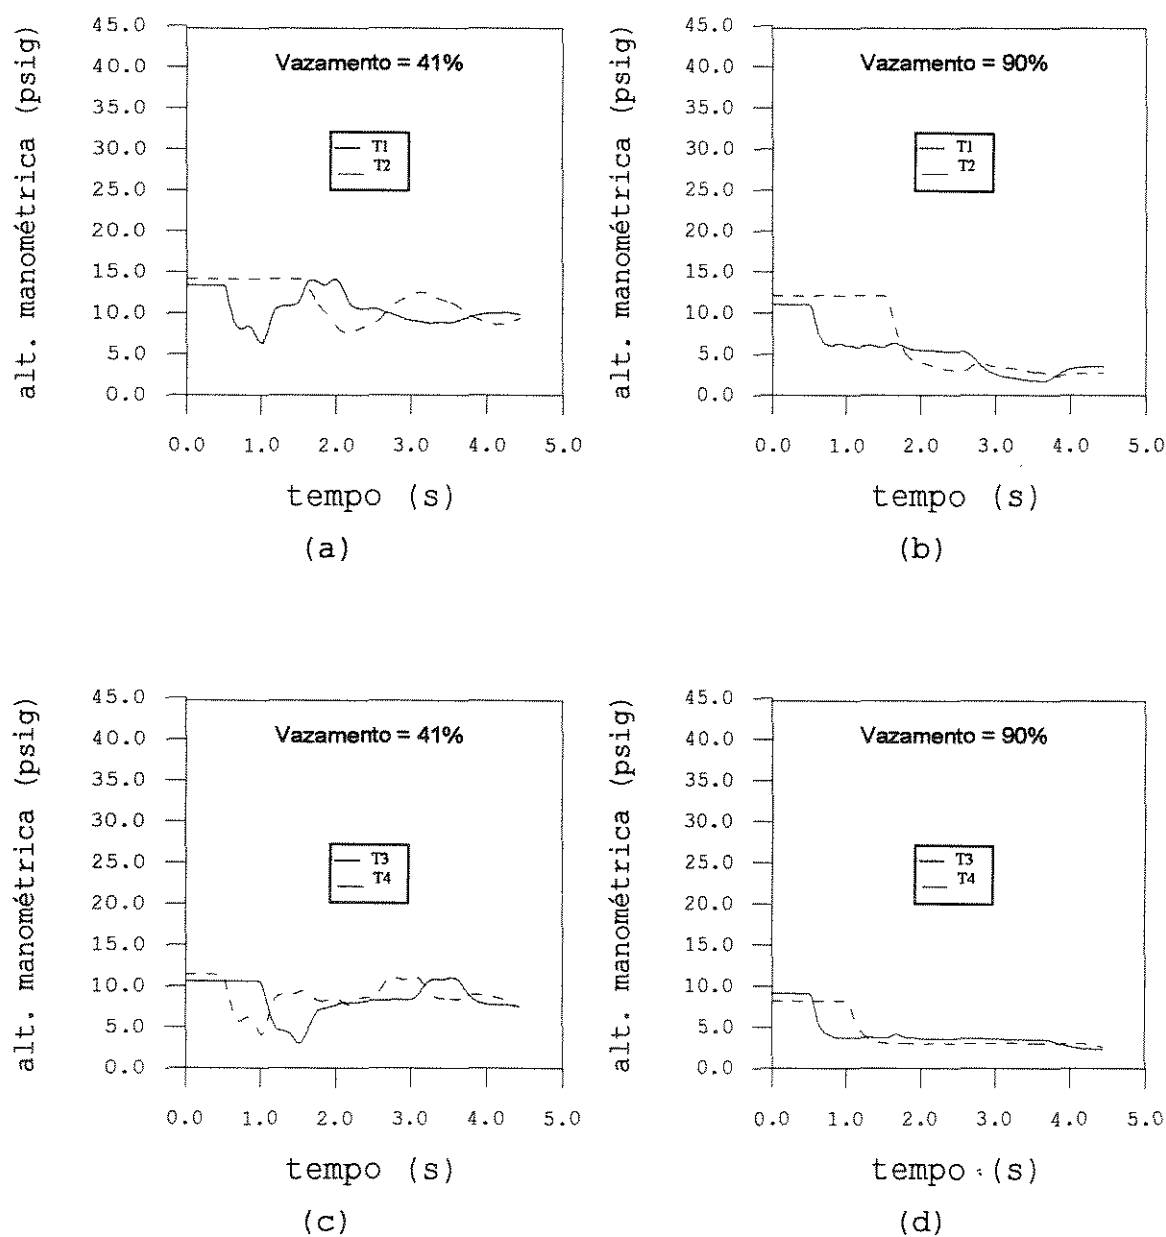 alt. manométrica (psig)
45.0
40.0
35.0
30.0
25.0
20.0
15.0
10.0
5.0
0.0
Vazamento = 41%
T1
T2
0.0 1.0 2.0 3.0 4.0 5.0
tempo (s)
(a)
alt. manométrica (psig)
45.0
40.0
35.0
30.0
25.0
20.0
15.0
10.0
5.0
0.0
Vazamento = 90%
T1
T2
0.0 1.0 2.0 3.0 4.0 5.0
tempo (s)
(b)
alt. manométrica (psig)
45.0
40.0
35.0
30.0
25.0
20.0
15.0
10.0
5.0
0.0
Vazamento = 41%
T3
T4
0.0 1.0 2.0 3.0 4.0 5.0
tempo (s)
(c)
alt. manométrica (psig)
45.0
40.0
35.0
30.0
25.0
20.0
15.0
10.0
5.0
0.0
Vazamento = 90%
T3
T4
0.0 1.0 2.0 3.0 4.0 5.0
tempo (s)
(d)